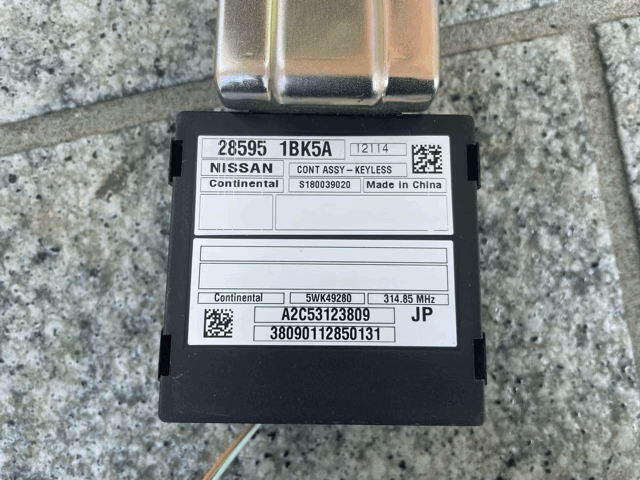 28595 1BK5A 12114
NISSAN CONT ASSY-KEYLESS
Continental S180039020 Made in China
Continental 5WK49280 314.85 MHz
A2C53123809 JP
38090112850131